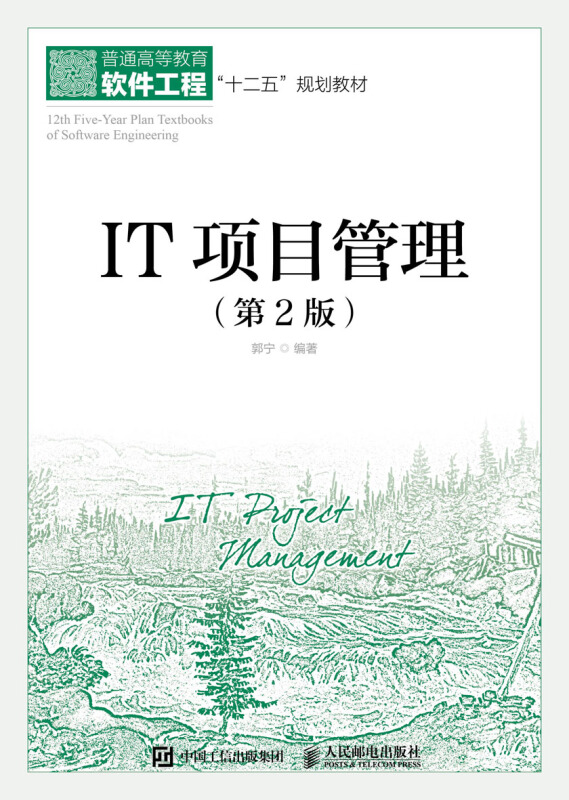 普通高等教育
软件工程 “十二五” 规划教材
12th Five-Year Plan Textbooks
of Software Engineering
IT 项目管理
（第 2 版）
郭宁 ◎ 编著
IT Project
Management
中国工信出版集团 人民邮电出版社
POSTS & TELECOM PRESS